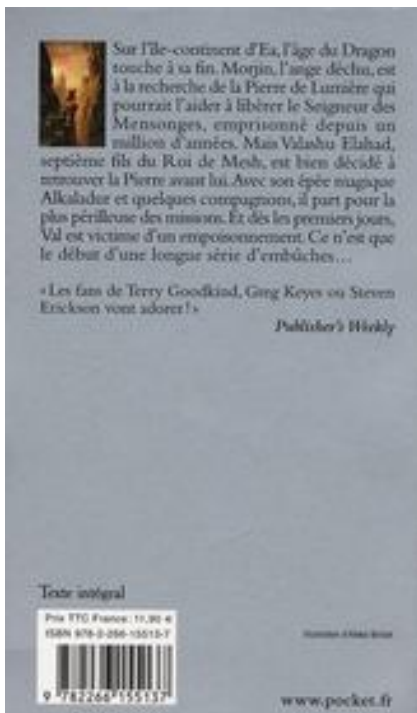 Sur l'île-continent d'Ea, l'âge du Dragon
touche à sa fin. Morjin, l'ange déchu, est
à la recherche de la Pierre de Lumière qui
pourrait l'aider à libérer le Seigneur des
Mensonges, emprisonné depuis un
million d'années. Mais Valashu Elahad,
septième fils du Roi de Mesh, est bien décidé à
retrouver la Pierre avant lui. Avec son épée magique
Alkaladur et quelques compagnons, il part pour la
plus périlleuse des missions. Et dès les premiers jours,
Val est victime d'un empoisonnement. Ce n'est que
le début d'une longue série d'embûches…
« Les fans de Terry Goodkind, Greg Keyes ou Steven
Erickson vont adorer ! »
Publisher's Weekly
Texte intégral
Prix TTC France : 11,90 €
ISBN 978-2-266-15513-7
9 782266 155137
www.pocket.fr